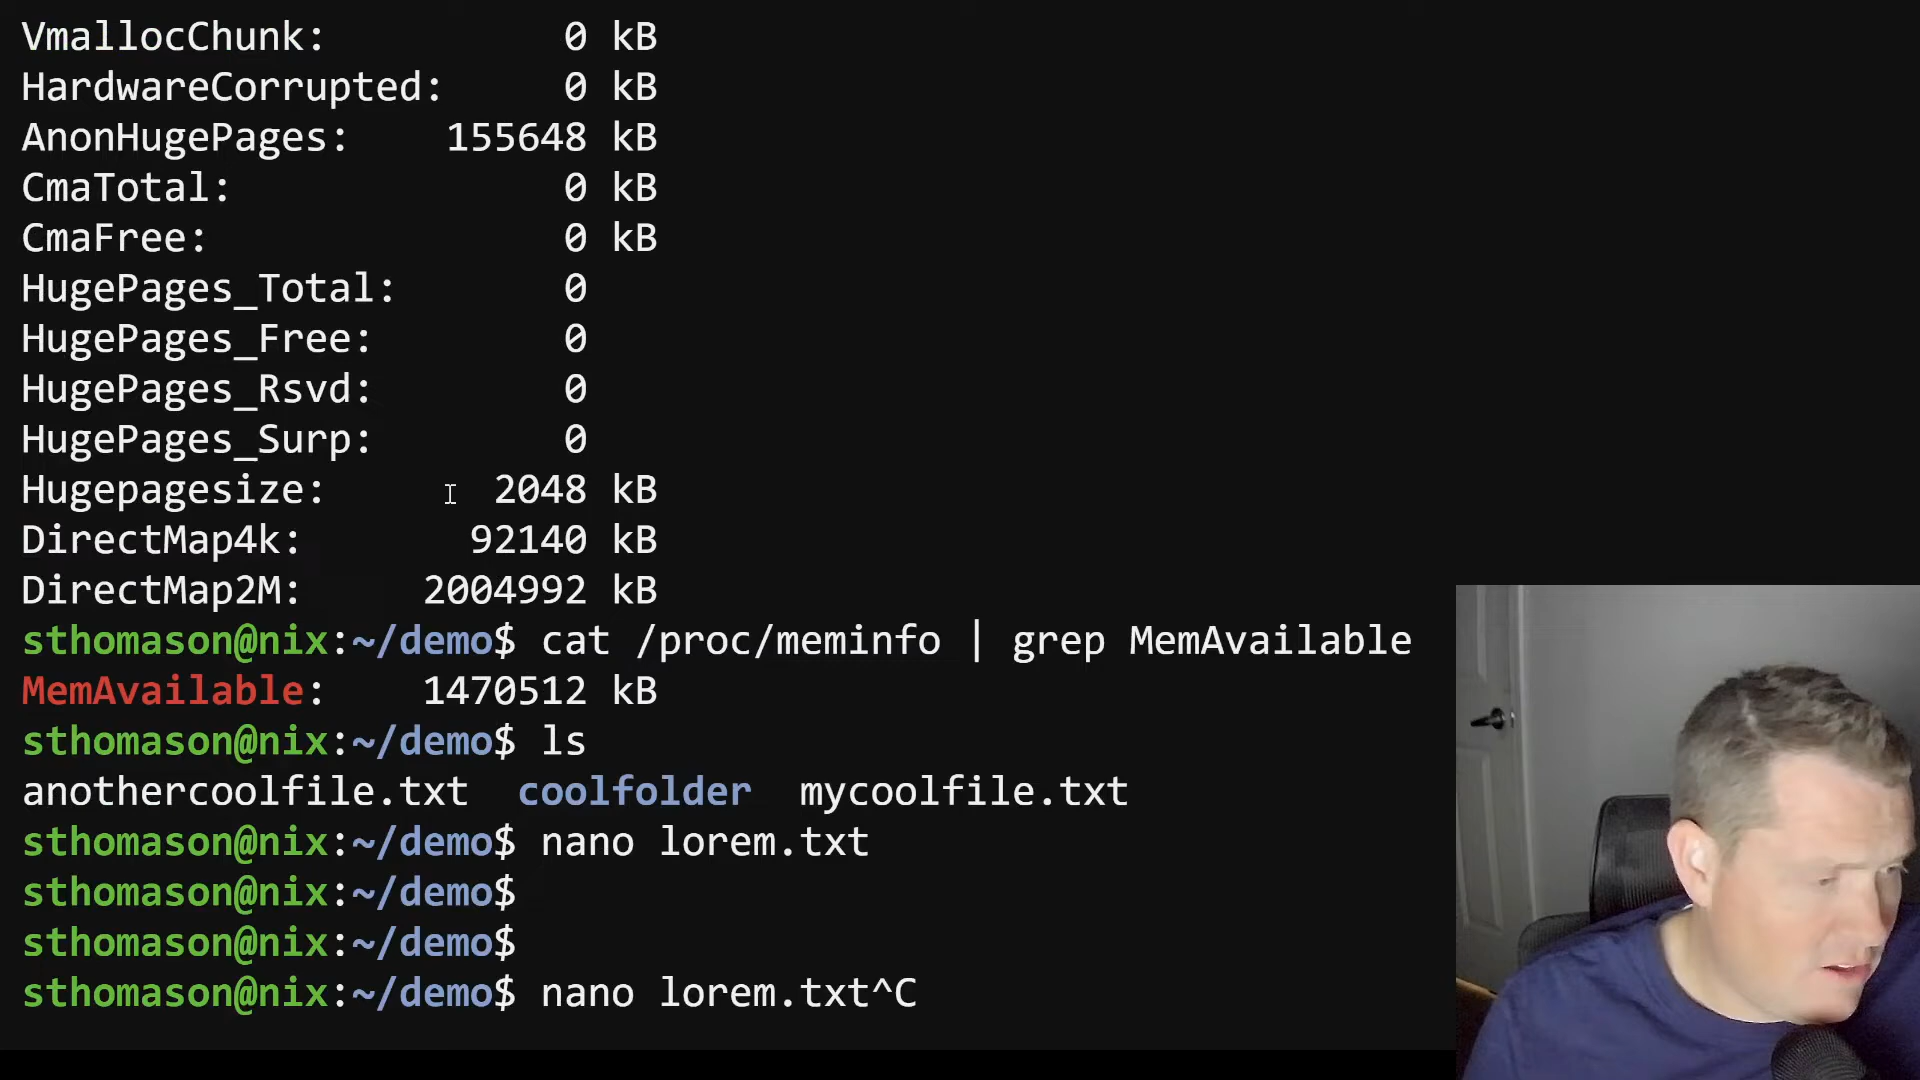 VmallocChunk: 0 kB
HardwareCorrupted: 0 kB
AnonHugePages: 155648 kB
CmaTotal: 0 kB
CmaFree: 0 kB
HugePages_Total: 0
HugePages_Free: 0
HugePages_Rsvd: 0
HugePages_Surp: 0
Hugepagesize: 2048 kB
DirectMap4k: 92140 kB
DirectMap2M: 2004992 kB
sthomason@nix:~/demo$ cat /proc/meminfo | grep MemAvailable
MemAvailable: 1470512 kB
sthomason@nix:~/demo$ ls
anothercoolfile.txt coolfolder mycoolfile.txt
sthomason@nix:~/demo$ nano lorem.txt
sthomason@nix:~/demo$
sthomason@nix:~/demo$
sthomason@nix:~/demo$ nano lorem.txt^C